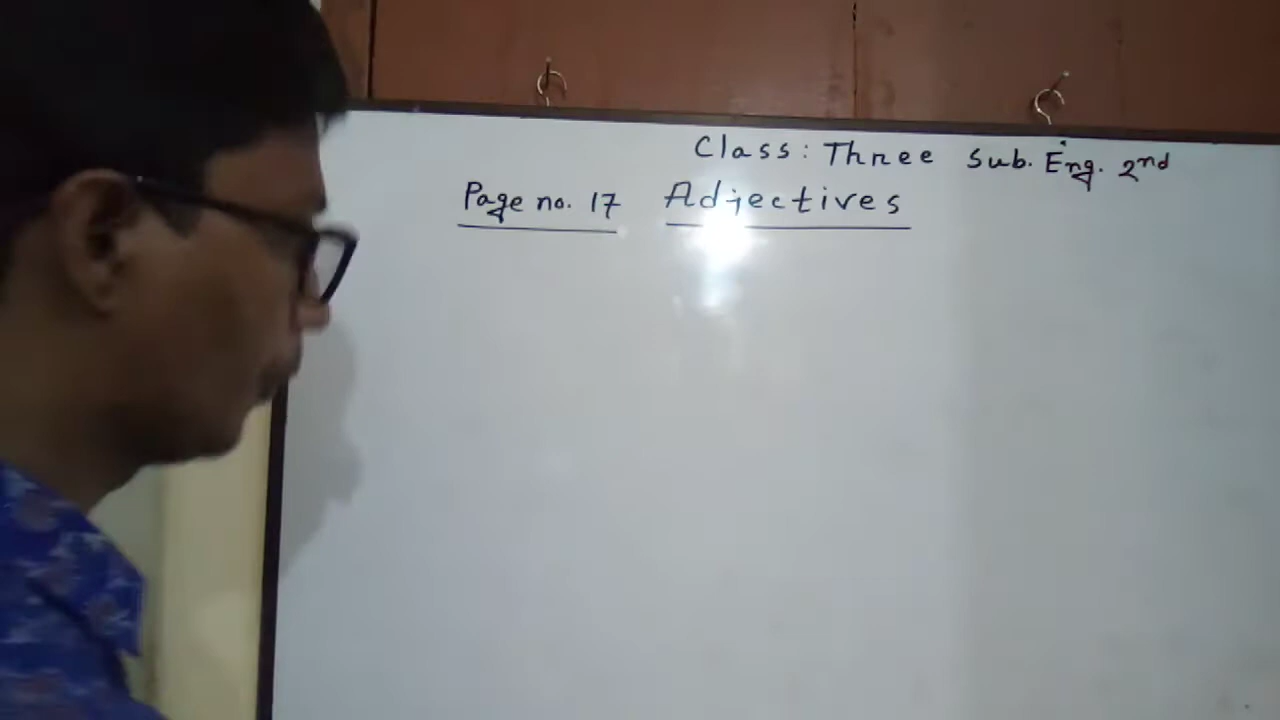 Class: Three Sub. Eng. 2nd
Page no. 17 Adjectives